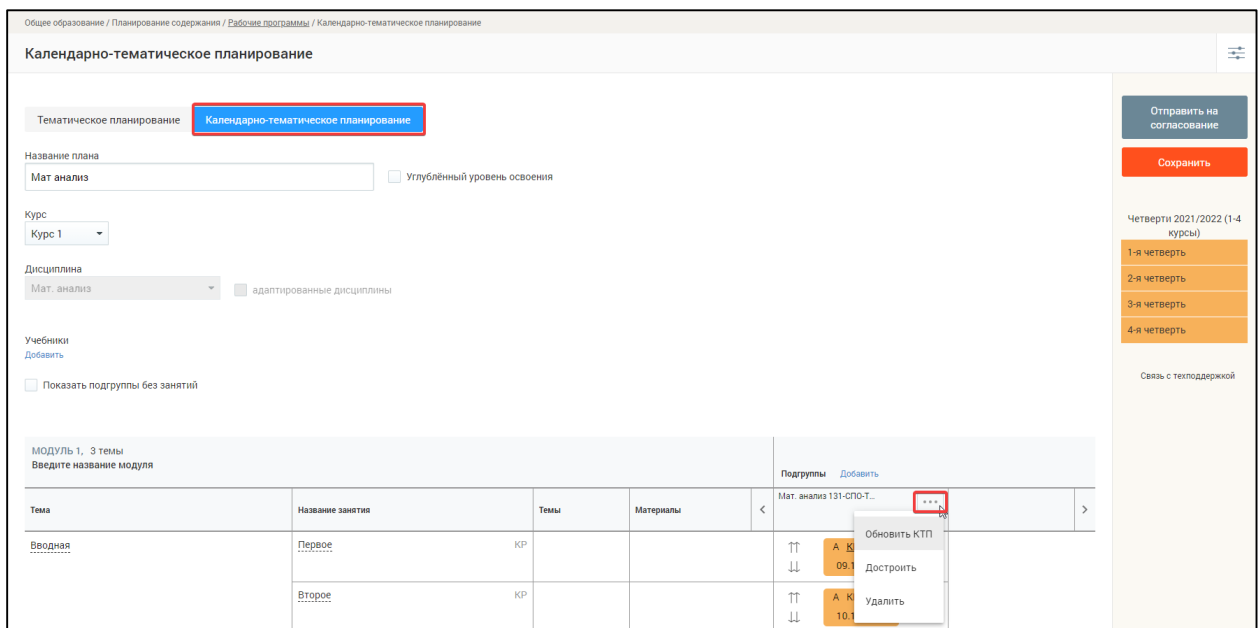 Общее образование / Планирование содержания / Рабочие программы / Календарно-тематическое планирование
Календарно-тематическое планирование
Тематическое планирование
Календарно-тематическое планирование
Отправить на
согласование
Сохранить
Название плана
Мат анализ
Углублённый уровень освоения
Курс
Курс 1
Четверти 2021/2022 (1-4
курсы)
1-я четверть
2-я четверть
3-я четверть
4-я четверть
Дисциплина
Мат. анализ
адаптированные дисциплины
Учебники
Добавить
Связь с техподдержкой
Показать подгруппы без занятий
МОДУЛЬ 1, 3 темы
Введите название модуля
Подгруппы Добавить
Тема
Название занятия
Темы
Материалы
Мат. анализ 131-СПО-Т...
Обновить КТП
Достроить
Удалить
Вводная
Первое КР
А
09.1
Второе КР
А
10.1